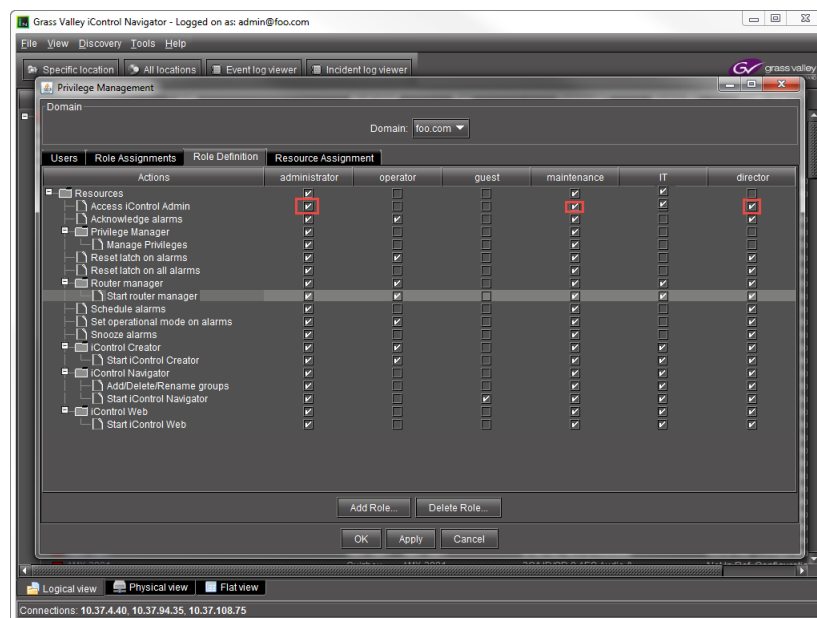 Grass Valley iControl Navigator - Logged on as: admin@foo.com
File View Discovery Tools Help
Specific location All locations Event log viewer Incident log viewer
GV grass valley
Privilege Management
Domain
Domain: foo.com
Users Role Assignments Role Definition Resource Assignment
Actions administrator operator guest maintenance IT director
Resources
Access iControl Admin
Acknowledge alarms
Privilege Manager
Manage Privileges
Reset latch on alarms
Reset latch on all alarms
Router manager
Start router manager
Schedule alarms
Set operational mode on alarms
Snooze alarms
iControl Creator
Start iControl Creator
iControl Navigator
Add/Delete/Rename groups
Start iControl Navigator
iControl Web
Start iControl Web
Add Role... Delete Role...
OK Apply Cancel
Logical view Physical view Flat view
Connections: 10.37.4.40, 10.37.94.35, 10.37.108.75